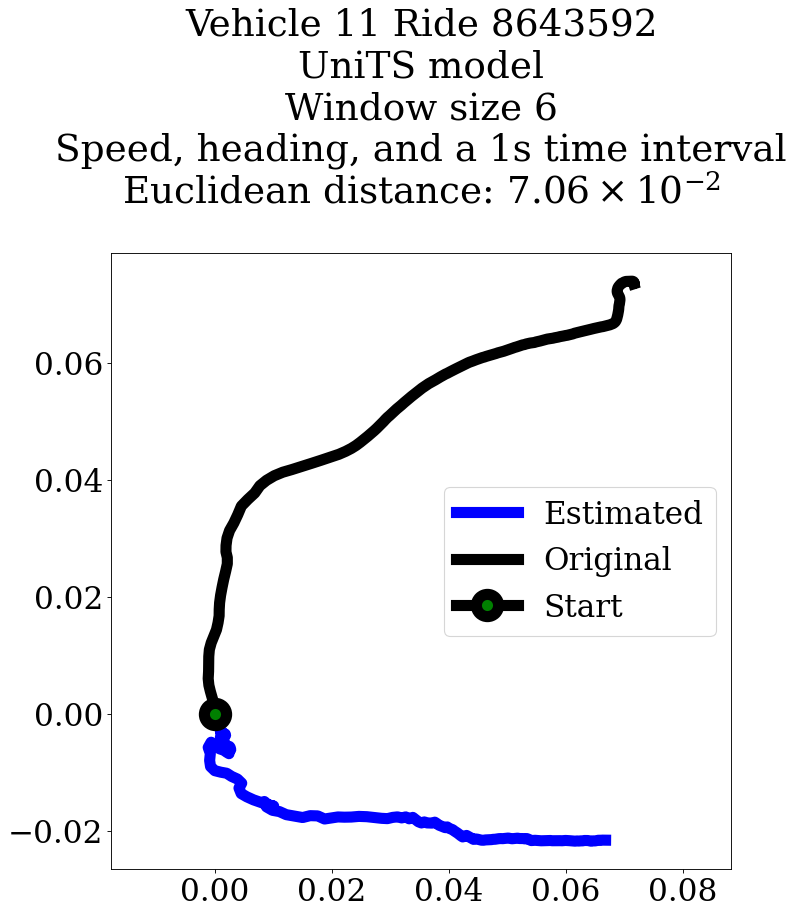 Vehicle 11 Ride 8643592
UniTS model
Window size 6
Speed, heading, and a 1s time interval
Euclidean distance: 7.06 × 10⁻²
0.06
0.04
0.02
0.00
−0.02
Estimated
Original
Start
0.00 0.02 0.04 0.06 0.08